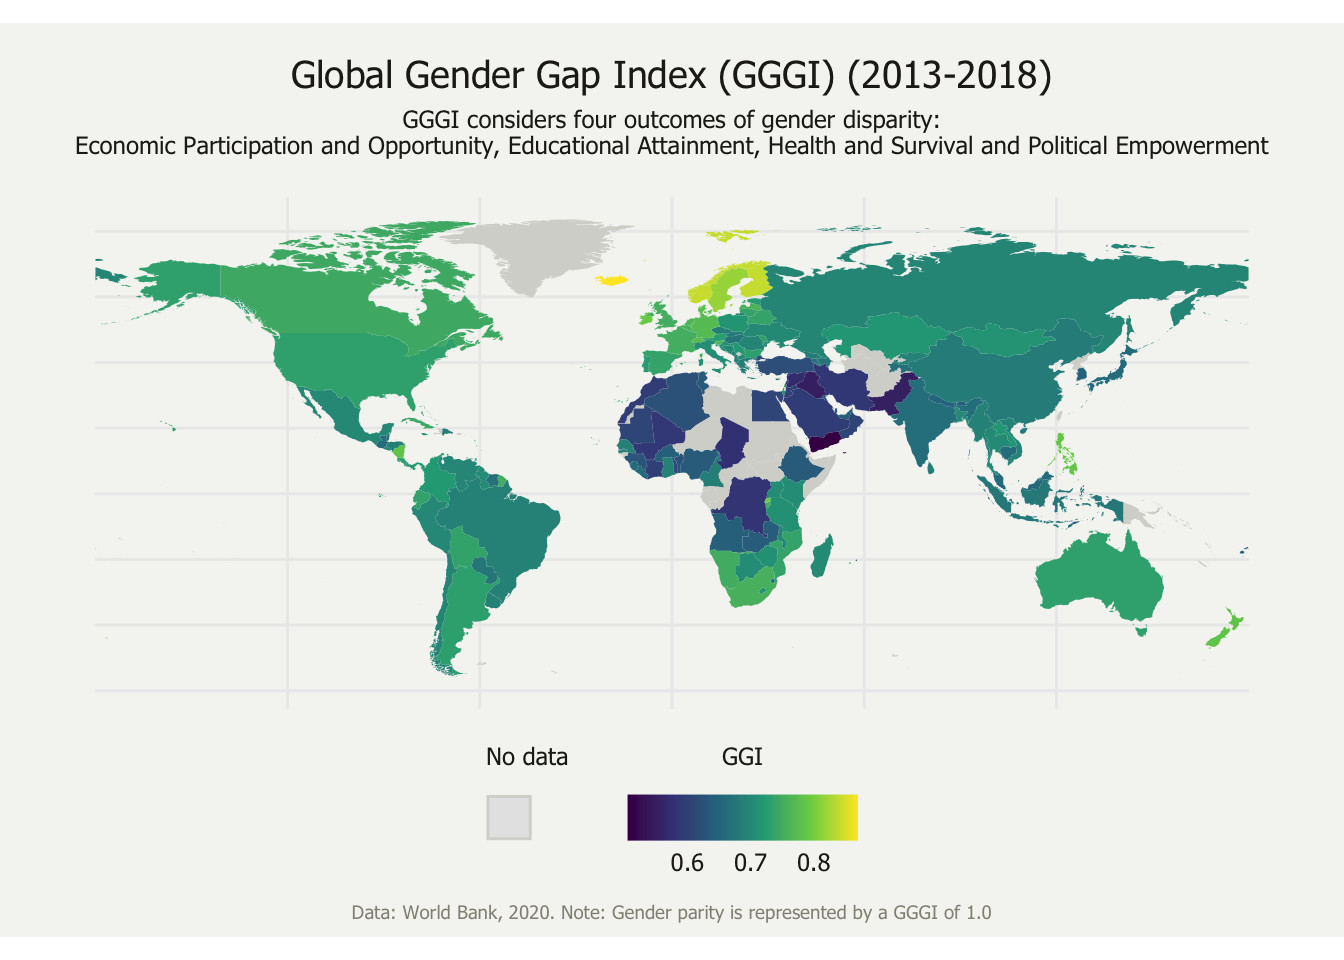 Global Gender Gap Index (GGGI) (2013-2018)
GGGI considers four outcomes of gender disparity:
Economic Participation and Opportunity, Educational Attainment, Health and Survival and Political Empowerment
No data
GGI
0.6 0.7 0.8
Data: World Bank, 2020. Note: Gender parity is represented by a GGGI of 1.0